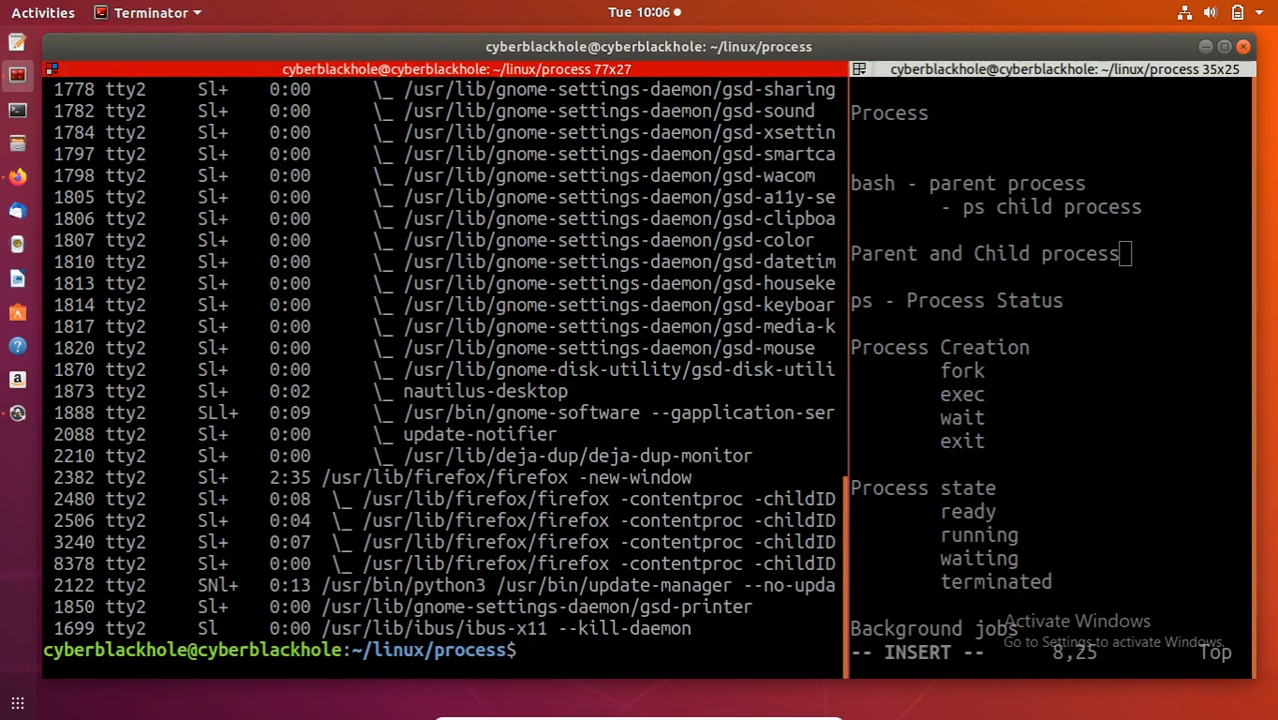 Activities Terminator Tue 10:06
cyberblackhole@cyberblackhole: ~/linux/process
cyberblackhole@cyberblackhole: ~/linux/process 77x27
1778 tty2 Sl+ 0:00 \_ /usr/lib/gnome-settings-daemon/gsd-sharing
1782 tty2 Sl+ 0:00 \_ /usr/lib/gnome-settings-daemon/gsd-sound
1784 tty2 Sl+ 0:00 \_ /usr/lib/gnome-settings-daemon/gsd-xsettin
1797 tty2 Sl+ 0:00 \_ /usr/lib/gnome-settings-daemon/gsd-smartca
1798 tty2 Sl+ 0:00 \_ /usr/lib/gnome-settings-daemon/gsd-wacom
1805 tty2 Sl+ 0:00 \_ /usr/lib/gnome-settings-daemon/gsd-a11y-se
1806 tty2 Sl+ 0:00 \_ /usr/lib/gnome-settings-daemon/gsd-clipboa
1807 tty2 Sl+ 0:00 \_ /usr/lib/gnome-settings-daemon/gsd-color
1810 tty2 Sl+ 0:00 \_ /usr/lib/gnome-settings-daemon/gsd-datetim
1813 tty2 Sl+ 0:00 \_ /usr/lib/gnome-settings-daemon/gsd-houseke
1814 tty2 Sl+ 0:00 \_ /usr/lib/gnome-settings-daemon/gsd-keyboar
1817 tty2 Sl+ 0:00 \_ /usr/lib/gnome-settings-daemon/gsd-media-k
1820 tty2 Sl+ 0:00 \_ /usr/lib/gnome-settings-daemon/gsd-mouse
1870 tty2 Sl+ 0:00 \_ /usr/lib/gnome-disk-utility/gsd-disk-utili
1873 tty2 Sl+ 0:02 \_ nautilus-desktop
1888 tty2 SLl+ 0:09 \_ /usr/bin/gnome-software --gapplication-ser
2088 tty2 Sl+ 0:00 \_ update-notifier
2210 tty2 Sl+ 0:00 \_ /usr/lib/deja-dup/deja-dup-monitor
2382 tty2 Sl+ 2:35 /usr/lib/firefox/firefox -new-window
2480 tty2 Sl+ 0:08 \_ /usr/lib/firefox/firefox -contentproc -childID
2506 tty2 Sl+ 0:04 \_ /usr/lib/firefox/firefox -contentproc -childID
3240 tty2 Sl+ 0:07 \_ /usr/lib/firefox/firefox -contentproc -childID
8378 tty2 Sl+ 0:00 \_ /usr/lib/firefox/firefox -contentproc -childID
2122 tty2 SNl+ 0:13 /usr/bin/python3 /usr/bin/update-manager --no-upda
1850 tty2 Sl+ 0:00 /usr/lib/gnome-settings-daemon/gsd-printer
1699 tty2 Sl 0:00 /usr/lib/ibus/ibus-x11 --kill-daemon
cyberblackhole@cyberblackhole:~/linux/process$
cyberblackhole@cyberblackhole: ~/linux/process 35x25
Process
bash - parent process
- ps child process
Parent and Child process
ps - Process Status
Process Creation
fork
exec
wait
exit
Process state
ready
running
waiting
terminated
Background jobs
-- INSERT -- 8,25 Top
Activate Windows
Go to Settings to activate Windows.